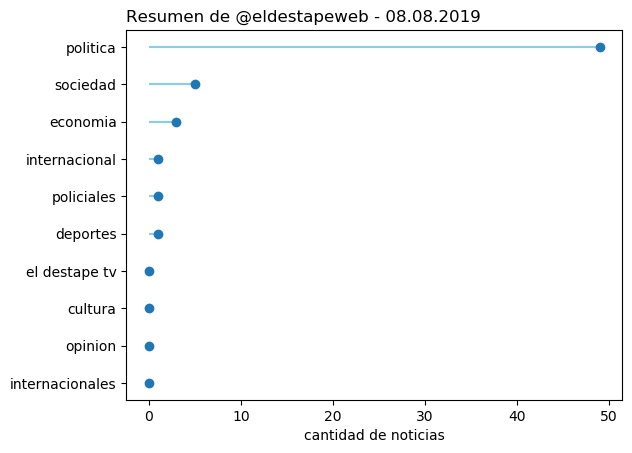 Resumen de @eldestapeweb - 08.08.2019
politica
sociedad
economia
internacional
policiales
deportes
el destape tv
cultura
opinion
internacionales
0 10 20 30 40 50
cantidad de noticias